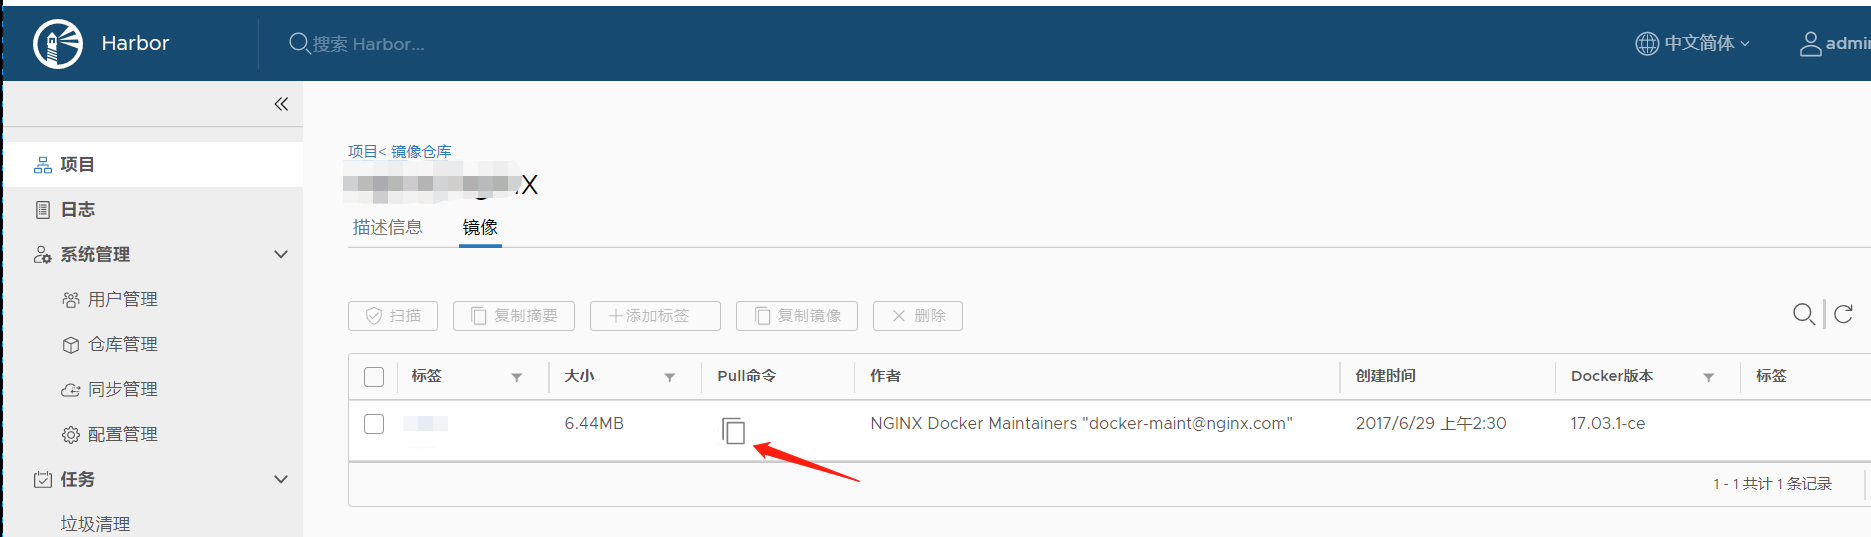 Harbor
搜索 Harbor...
中文简体
项目
日志
系统管理
用户管理
仓库管理
同步管理
配置管理
任务
垃圾清理
项目< 镜像仓库
描述信息 镜像
扫描 复制摘要 +添加标签 复制镜像 × 删除
标签 大小 Pull命令 作者 创建时间 Docker版本 标签
6.44MB NGINX Docker Maintainers "docker-maint@nginx.com" 2017/6/29 上午2:30 17.03.1-ce
1 - 1 共计 1 条记录